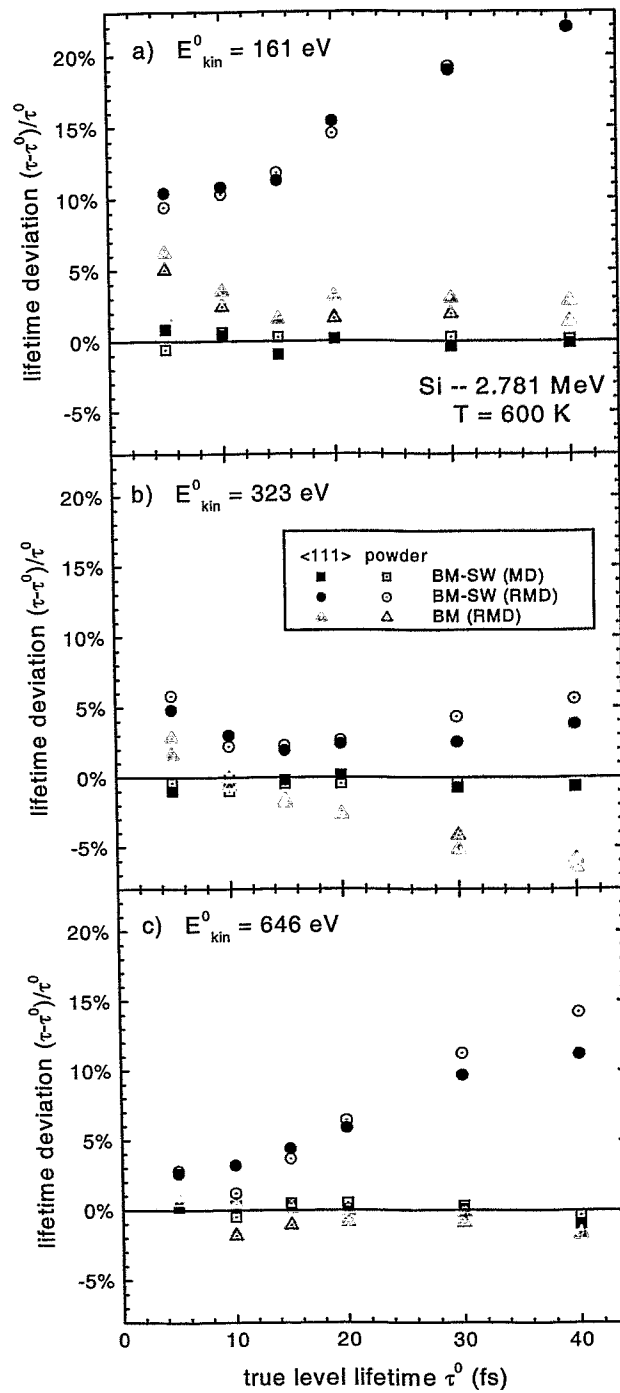 a) E⁰kin = 161 eV
20%
15%
10%
5%
0%
-5%
lifetime deviation (τ-τ⁰)/τ⁰
Si -- 2.781 MeV
T = 600 K
b) E⁰kin = 323 eV
20%
15%
10%
5%
0%
-5%
lifetime deviation (τ-τ⁰)/τ⁰
<111> powder
BM-SW (MD)
BM-SW (RMD)
BM (RMD)
c) E⁰kin = 646 eV
20%
15%
10%
5%
0%
-5%
lifetime deviation (τ-τ⁰)/τ⁰
0 10 20 30 40
true level lifetime τ⁰ (fs)